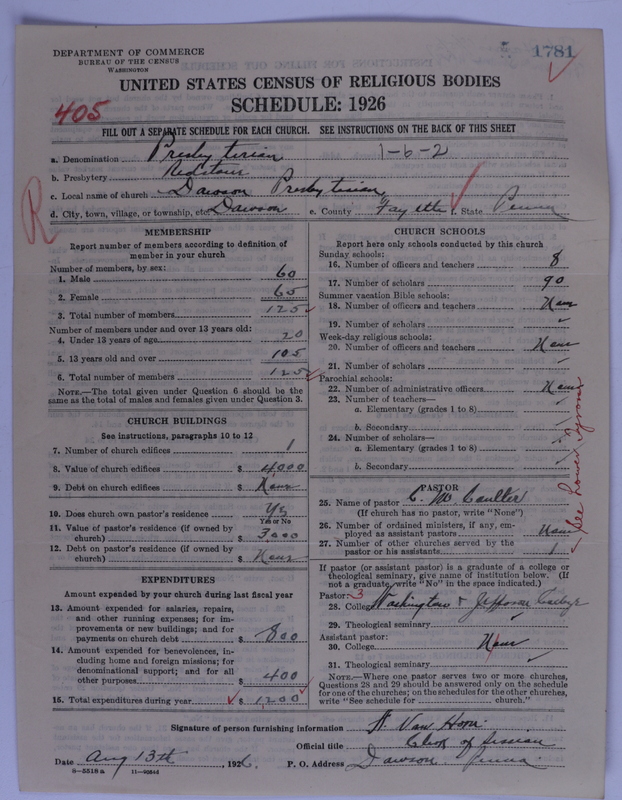 DEPARTMENT OF COMMERCE
BUREAU OF THE CENSUS
WASHINGTON
1781
UNITED STATES CENSUS OF RELIGIOUS BODIES
SCHEDULE: 1926
405
FILL OUT A SEPARATE SCHEDULE FOR EACH CHURCH. SEE INSTRUCTIONS ON THE BACK OF THIS SHEET
a. Denomination Presbyterian 1-6-2
b. Presbytery Redstone
c. Local name of church Dawson Presbyterian
d. City, town, village, or township, etc. Dawson e. County Fayette f. State Penna
R
MEMBERSHIP
Report number of members according to definition of member in your church
Number of members, by sex:
1. Male 60
2. Female 65
3. Total number of members 125
Number of members under and over 13 years old:
4. Under 13 years of age 20
5. 13 years old and over 105
6. Total number of members 125
NOTE.—The total given under Question 6 should be the
same as the total of males and females given under Question 3.
CHURCH BUILDINGS
See instructions, paragraphs 10 to 12
7. Number of church edifices 1
8. Value of church edifices $ 4000
9. Debt on church edifices $ None
10. Does church own pastor's residence? Yes
Yes or No
11. Value of pastor's residence (if owned by
church) $ 3000
12. Debt on pastor's residence (if owned by
church) $ None
EXPENDITURES
Amount expended by your church during last fiscal year
13. Amount expended for salaries, repairs,
and other running expenses; for im-
provements or new buildings; and for
payments on church debt $ 800
14. Amount expended for benevolences, in-
cluding home and foreign missions; for
denominational support; and for all
other purposes $ 400
15. Total expenditures during year $ 1200
CHURCH SCHOOLS
Report here only schools conducted by this church
Sunday schools:
16. Number of officers and teachers 8
17. Number of scholars 90
Summer vacation Bible schools:
18. Number of officers and teachers None
19. Number of scholars
Week-day religious schools:
20. Number of officers and teachers None
21. Number of scholars
Parochial schools:
22. Number of administrative officers None
23. Number of teachers—
a. Elementary (grades 1 to 8)
b. Secondary
24. Number of scholars—
a. Elementary (grades 1 to 8)
b. Secondary
PASTOR
25. Name of pastor
(If church has no pastor, write "None")
26. Number of ordained ministers, if any, em-
ployed as assistant pastors None
27. Number of other churches served by the
pastor or his assistants 1
See Lower Tyrone
If pastor (or assistant pastor) is a graduate of a college or
theological seminary, give name of institution below. (If
not a graduate, write "No" in the space indicated.)
Pastor: 3
28. College Washington & Jefferson College
29. Theological seminary
Assistant pastor:
30. College None
31. Theological seminary
NOTE.—Where one pastor serves two or more churches,
Questions 28 and 29 should be answered only on the schedule
for one of the churches; on the schedules for the other churches,
write "See schedule for church."
Signature of person furnishing information H. Van Horn
Official title Clerk of session
Date Aug 13th, 1926. P. O. Address Dawson Penna
8-5518 a